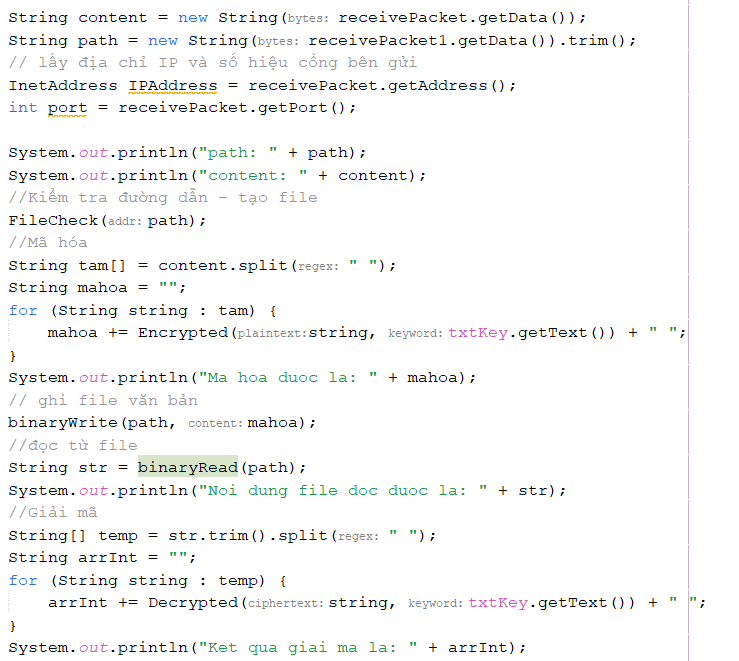 String content = new String(bytes: receivePacket.getData());
String path = new String(bytes: receivePacket1.getData()).trim();
// lấy địa chỉ IP và số hiệu cổng bên gửi
InetAddress IPAddress = receivePacket.getAddress();
int port = receivePacket.getPort();
System.out.println("path: " + path);
System.out.println("content: " + content);
//Kiểm tra đường dẫn - tạo file
FileCheck(addr: path);
//Mã hóa
String tam[] = content.split(regex: " ");
String mahoa = "";
for (String string : tam) {
mahoa += Encrypted(plaintext:string, keyword:txtKey.getText()) + " ";
}
System.out.println("Ma hoa duoc la: " + mahoa);
// ghi file văn bản
binaryWrite(path, content: mahoa);
//đọc từ file
String str = binaryRead(path);
System.out.println("Noi dung file doc duoc la: " + str);
//Giải mã
String[] temp = str.trim().split(regex: " ");
String arrInt = "";
for (String string : temp) {
arrInt += Decrypted(ciphertext: string, keyword:txtKey.getText()) + " ";
}
System.out.println("Ket qua giai ma la: " + arrInt);